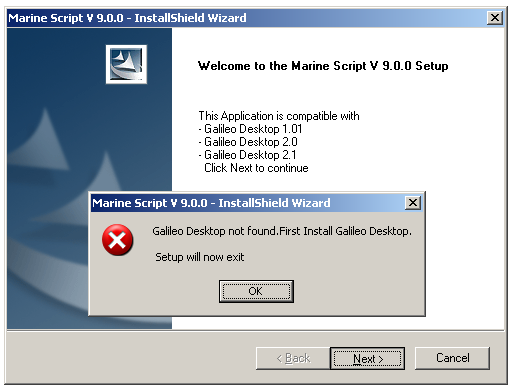 Marine Script V 9.0.0 - InstallShield Wizard
Welcome to the Marine Script V 9.0.0 Setup
This Application is compatible with
- Galileo Desktop 1.01
- Galileo Desktop 2.0
- Galileo Desktop 2.1
Click Next to continue
Marine Script V 9.0.0 - InstallShield Wizard
Galileo Desktop not found.First Install Galileo Desktop.
Setup will now exit
OK
< Back Next > Cancel